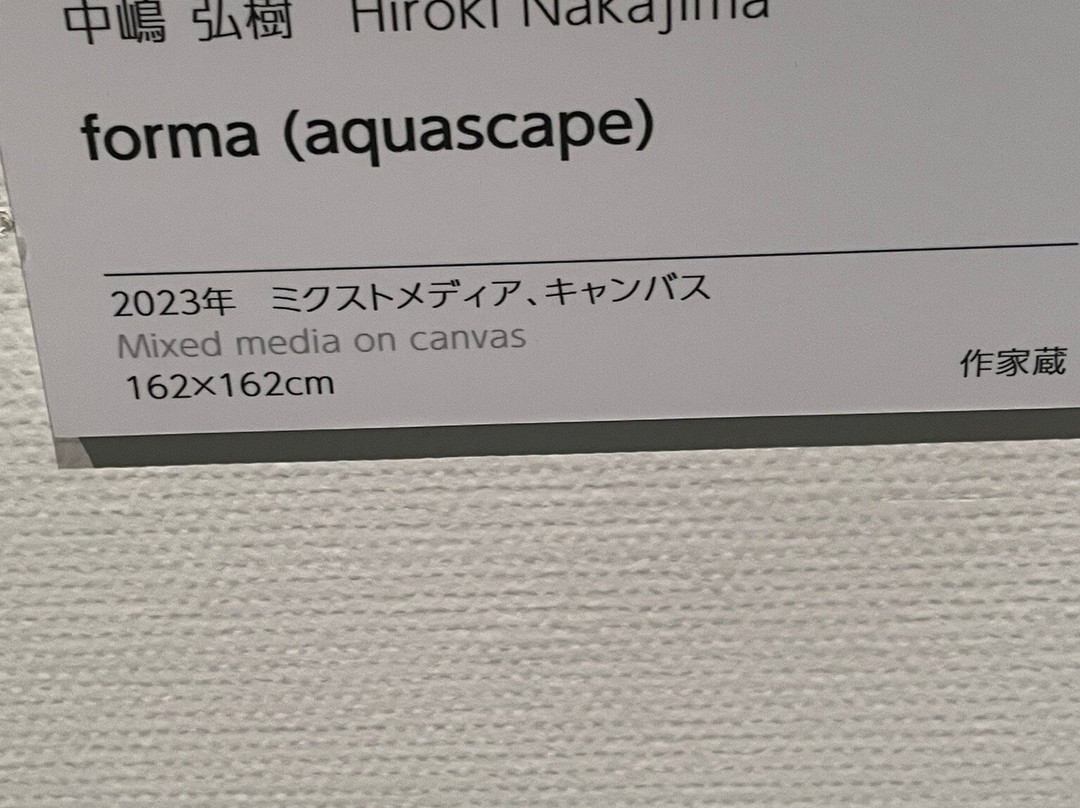 中嶋 弘樹 Hiroki Nakajima
forma (aquascape)
2023年 ミクストメディア、キャンバス
Mixed media on canvas
162×162cm
作家蔵